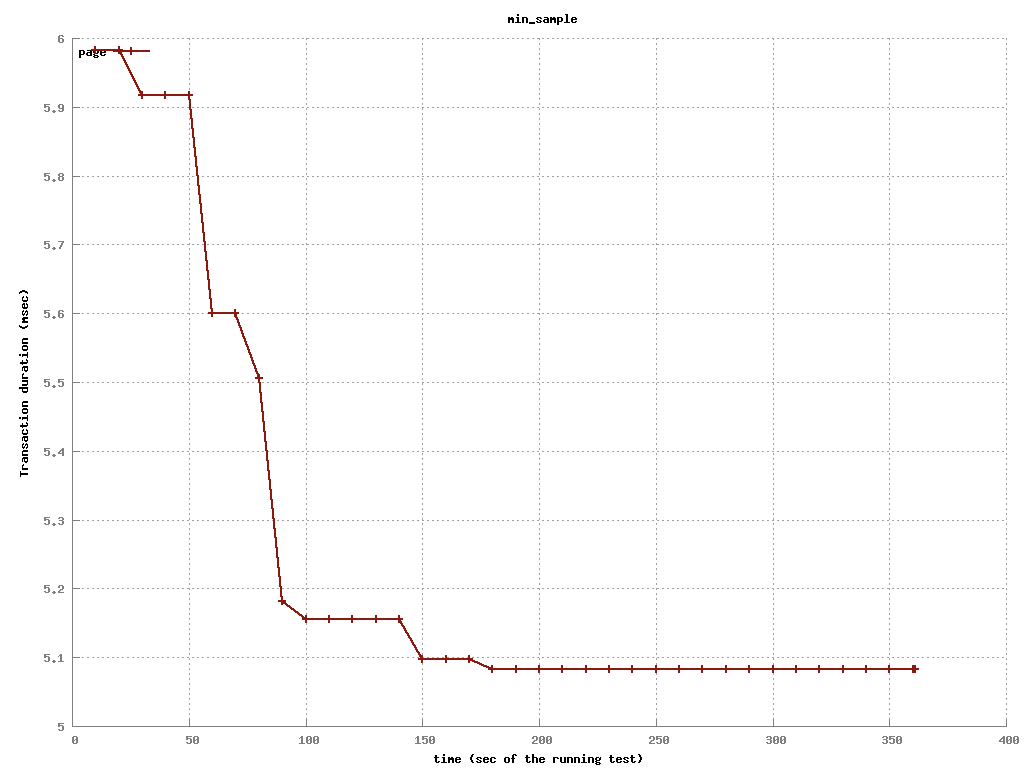 min_sample
6
page
5.9
5.8
5.7
5.6
5.5
5.4
5.3
5.2
5.1
5
Transaction duration (msec)
0 50 100 150 200 250 300 350 400
time (sec of the running test)